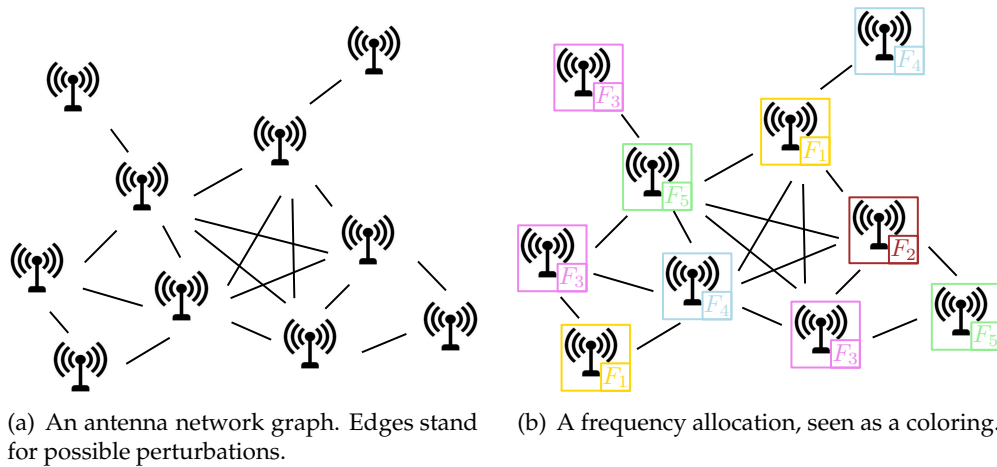 F4
F3
F1
F5
F2
F3
F4
F3
F5
F1
(a) An antenna network graph. Edges stand
for possible perturbations.
(b) A frequency allocation, seen as a coloring.